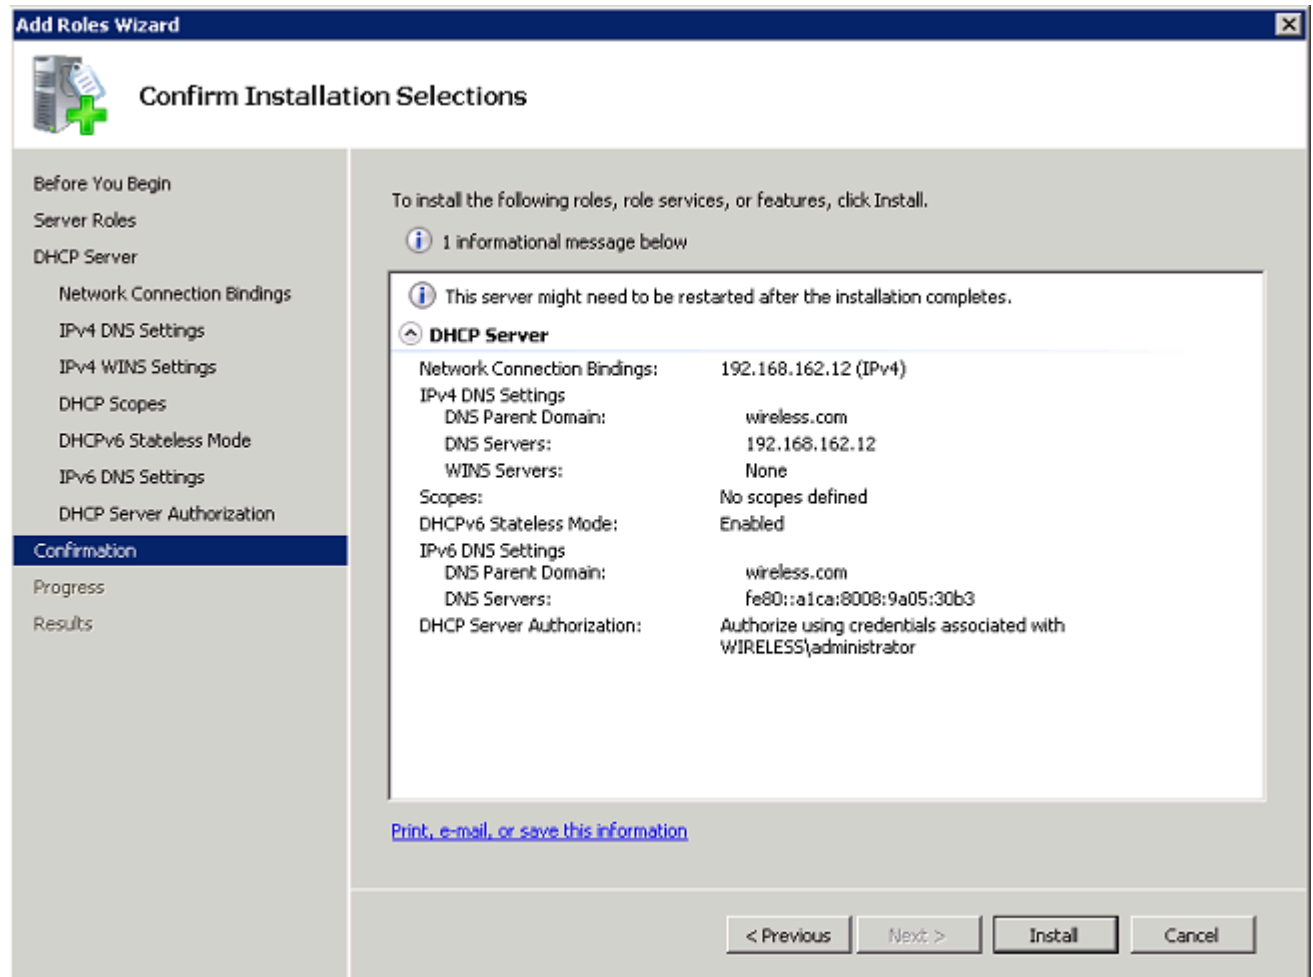 Add Roles Wizard
Confirm Installation Selections
Before You Begin
Server Roles
DHCP Server
Network Connection Bindings
IPv4 DNS Settings
IPv4 WINS Settings
DHCP Scopes
DHCPv6 Stateless Mode
IPv6 DNS Settings
DHCP Server Authorization
Confirmation
Progress
Results
To install the following roles, role services, or features, click Install.
1 informational message below
This server might need to be restarted after the installation completes.
DHCP Server
Network Connection Bindings: 192.168.162.12 (IPv4)
IPv4 DNS Settings
DNS Parent Domain: wireless.com
DNS Servers: 192.168.162.12
WINS Servers: None
Scopes: No scopes defined
DHCPv6 Stateless Mode: Enabled
IPv6 DNS Settings
DNS Parent Domain: wireless.com
DNS Servers: fe80::a1ca:8008:9a05:30b3
DHCP Server Authorization: Authorize using credentials associated with
WIRELESS\administrator
Print, e-mail, or save this information
< Previous Next > Install Cancel